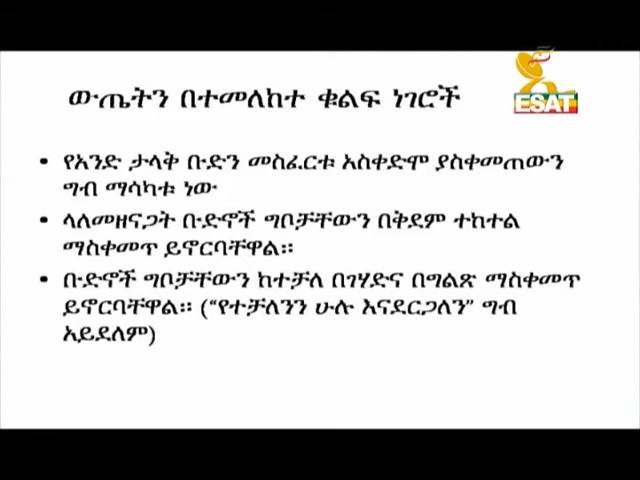 ESAT
ውጤትን በተመለከተ ቁልፍ ነገሮች
• የአንድ ታላቅ ቡድን መስፈርቱ አስቀድሞ ያስቀመጠውን
ግብ ማሳካቱ ነው
• ላለመዘናጋት ቡድኖች ግቦቻቸውን በቅደም ተከተል
ማስቀመጥ ይኖርባቸዋል።
• ቡድኖች ግቦቻቸውን ከተቻለ በገሃድና በግልጽ ማስቀመጥ
ይኖርባቸዋል። (“የተቻለንን ሁሉ እናደርጋለን” ግብ
አይደለም)